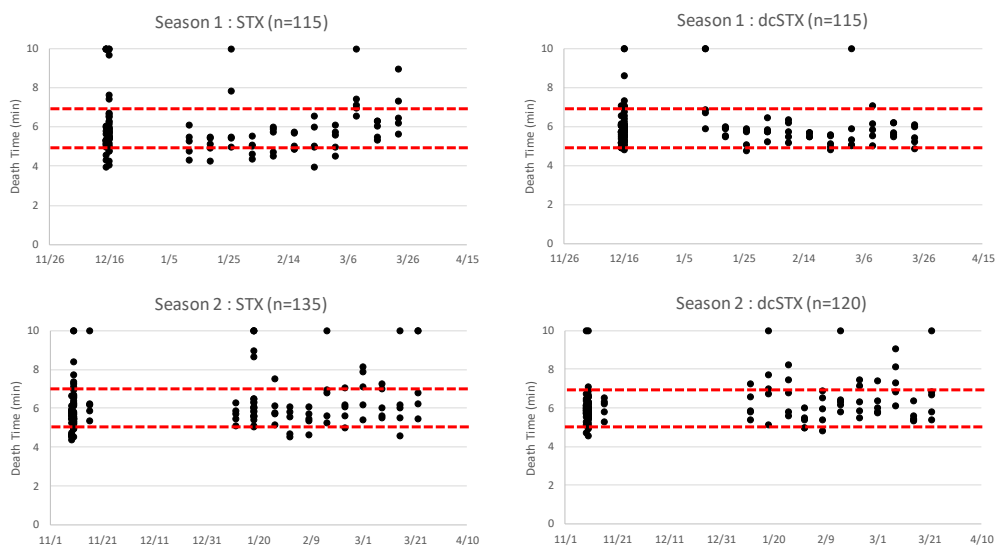 Season 1 : STX (n=115)
Death Time (min)
10
8
6
4
2
0
11/26 12/16 1/5 1/25 2/14 3/6 3/26 4/15
Season 1 : dcSTX (n=115)
Death Time (min)
10
8
6
4
2
0
11/26 12/16 1/5 1/25 2/14 3/6 3/26 4/15
Season 2 : STX (n=135)
Death Time (min)
10
8
6
4
2
0
11/1 11/21 12/11 12/31 1/20 2/9 3/1 3/21 4/10
Season 2 : dcSTX (n=120)
Death Time (min)
10
8
6
4
2
0
11/1 11/21 12/11 12/31 1/20 2/9 3/1 3/21 4/10